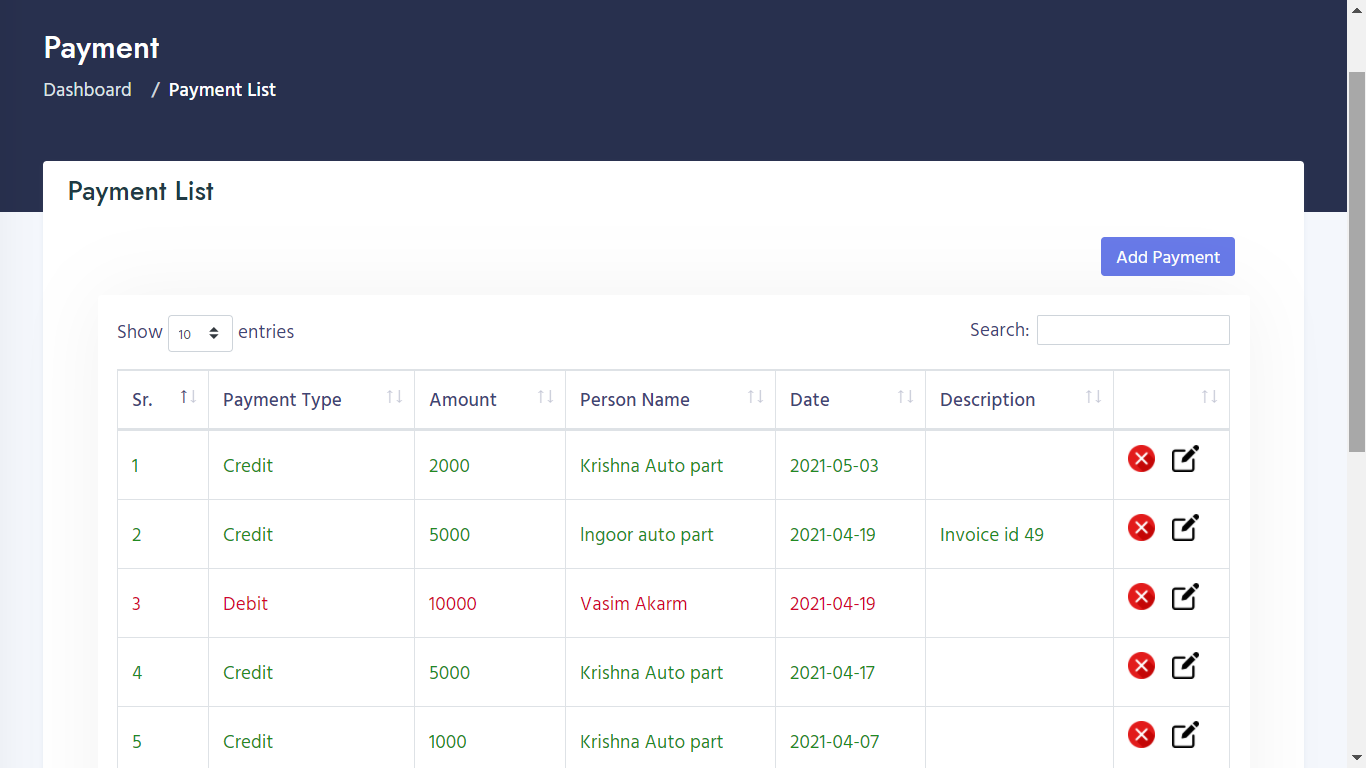 Payment
Dashboard / Payment List
Payment List
Add Payment
Show 10 entries Search:
Sr. Payment Type Amount Person Name Date Description
1 Credit 2000 Krishna Auto part 2021-05-03
2 Credit 5000 Ingoor auto part 2021-04-19 Invoice id 49
3 Debit 10000 Vasim Akarm 2021-04-19
4 Credit 5000 Krishna Auto part 2021-04-17
5 Credit 1000 Krishna Auto part 2021-04-07